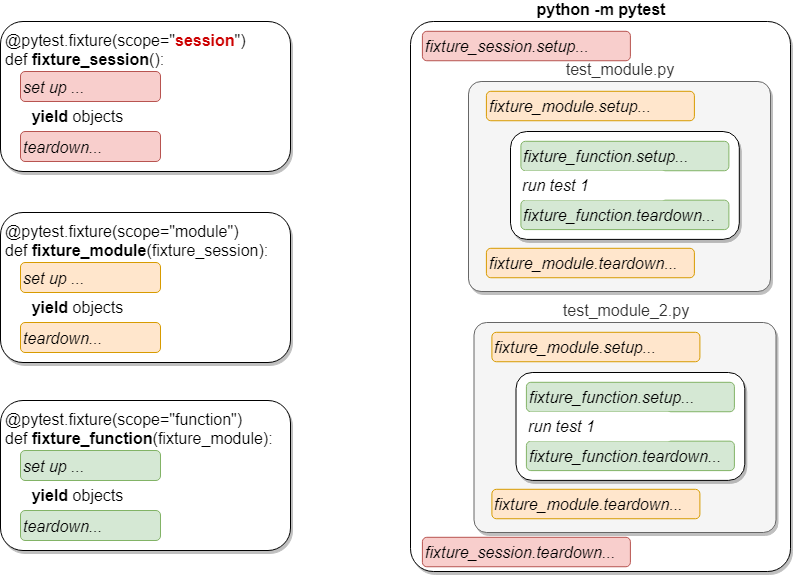 @pytest.fixture(scope="session")
def fixture_session():
set up ...
yield objects
teardown...
@pytest.fixture(scope="module")
def fixture_module(fixture_session):
set up ...
yield objects
teardown...
@pytest.fixture(scope="function")
def fixture_function(fixture_module):
set up ...
yield objects
teardown...
python -m pytest
fixture_session.setup...
test_module.py
fixture_module.setup...
fixture_function.setup...
run test 1
fixture_function.teardown...
fixture_module.teardown...
test_module_2.py
fixture_module.setup...
fixture_function.setup...
run test 1
fixture_function.teardown...
fixture_module.teardown...
fixture_session.teardown...